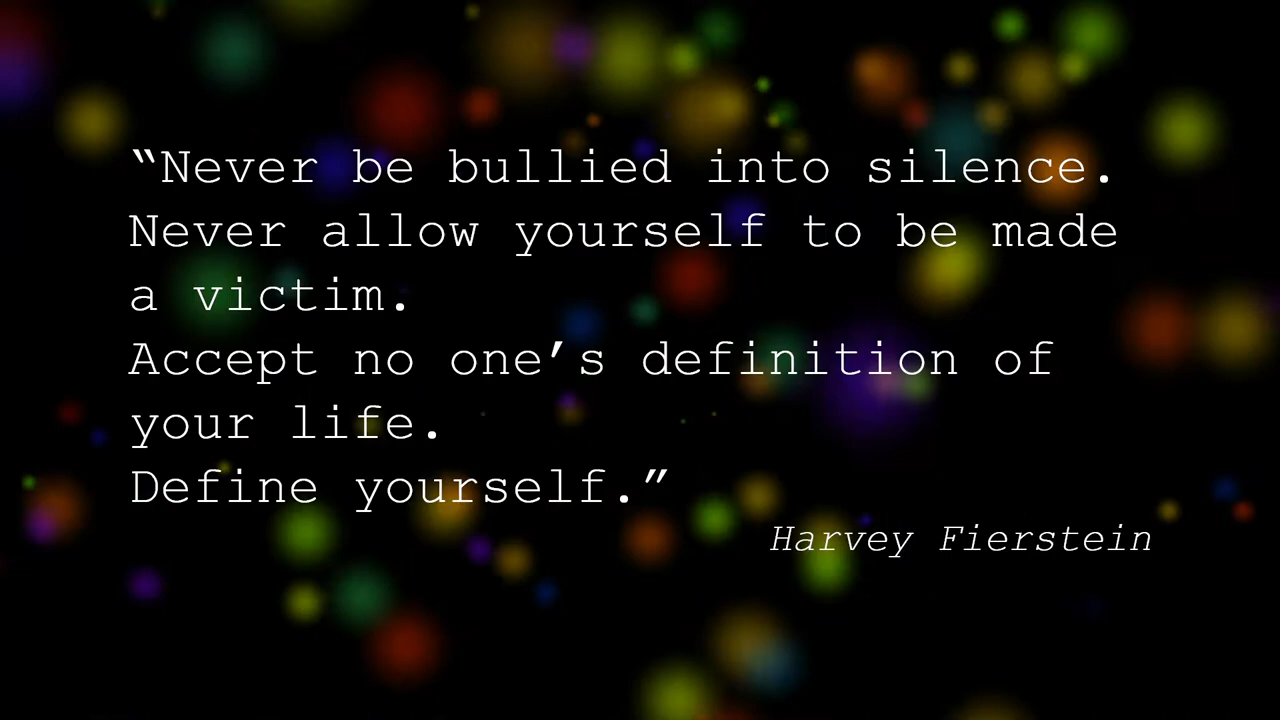 “Never be bullied into silence.
Never allow yourself to be made
a victim.
Accept no one’s definition of
your life.
Define yourself.”
Harvey Fierstein